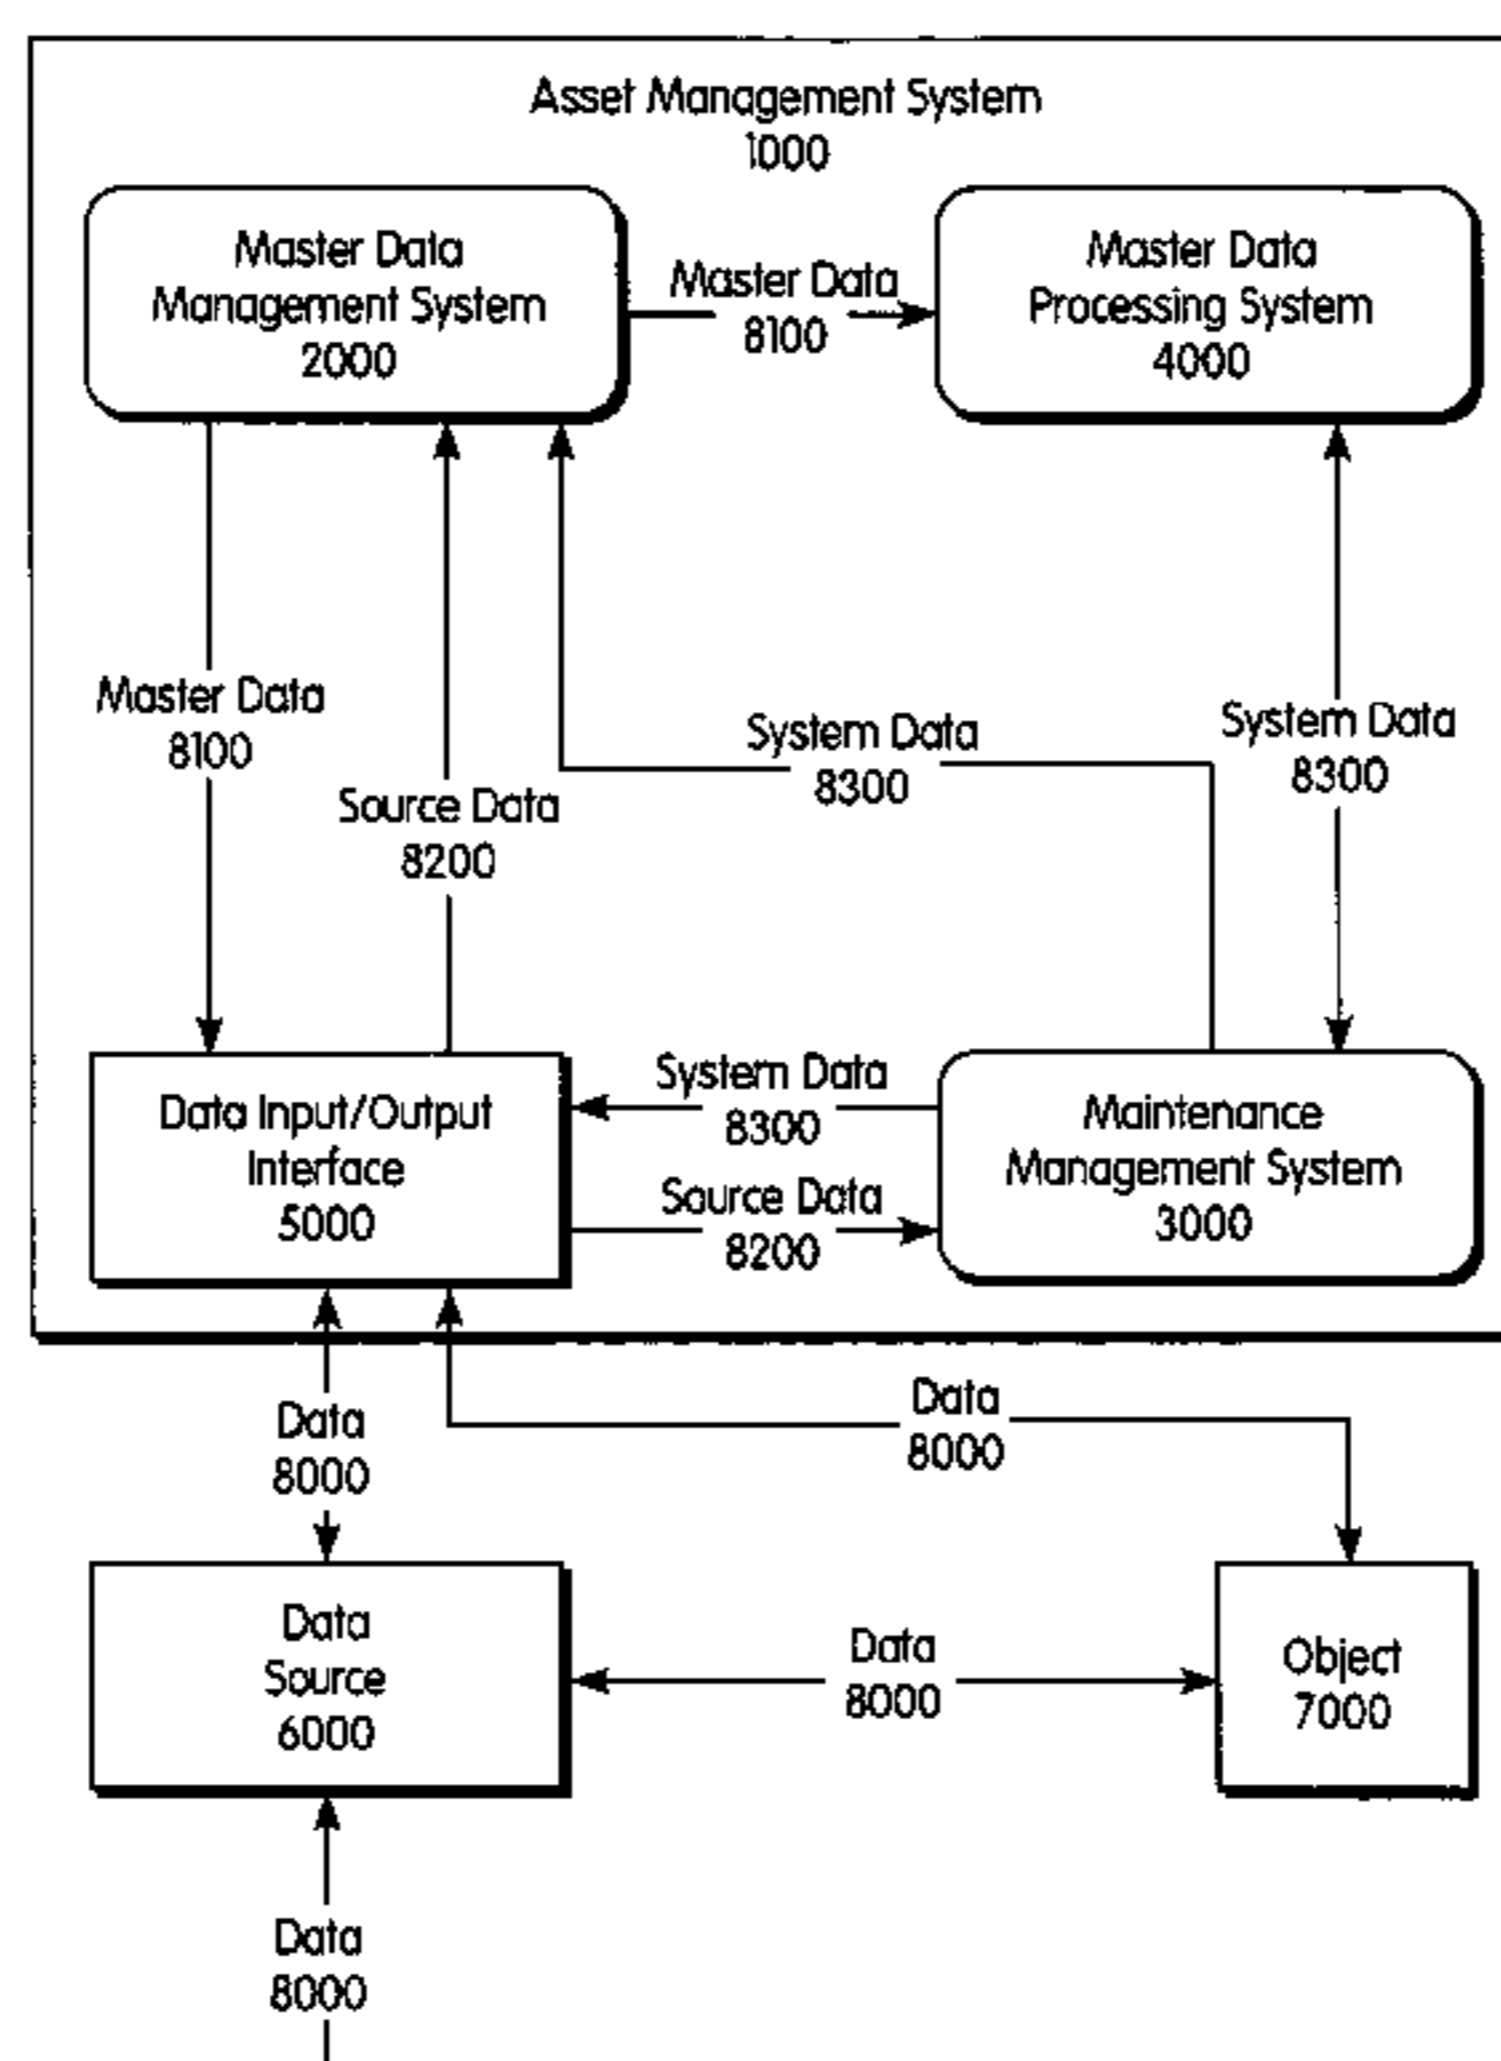 Asset Management System
1000
Master Data
Management System
2000
Master Data
8100
Master Data
Processing System
4000
Master Data
8100
Source Data
8200
System Data
8300
System Data
8300
Data Input/Output
Interface
5000
System Data
8300
Source Data
8200
Maintenance
Management System
3000
Data
8000
Data
8000
Data
Source
6000
Data
8000
Object
7000
Data
8000